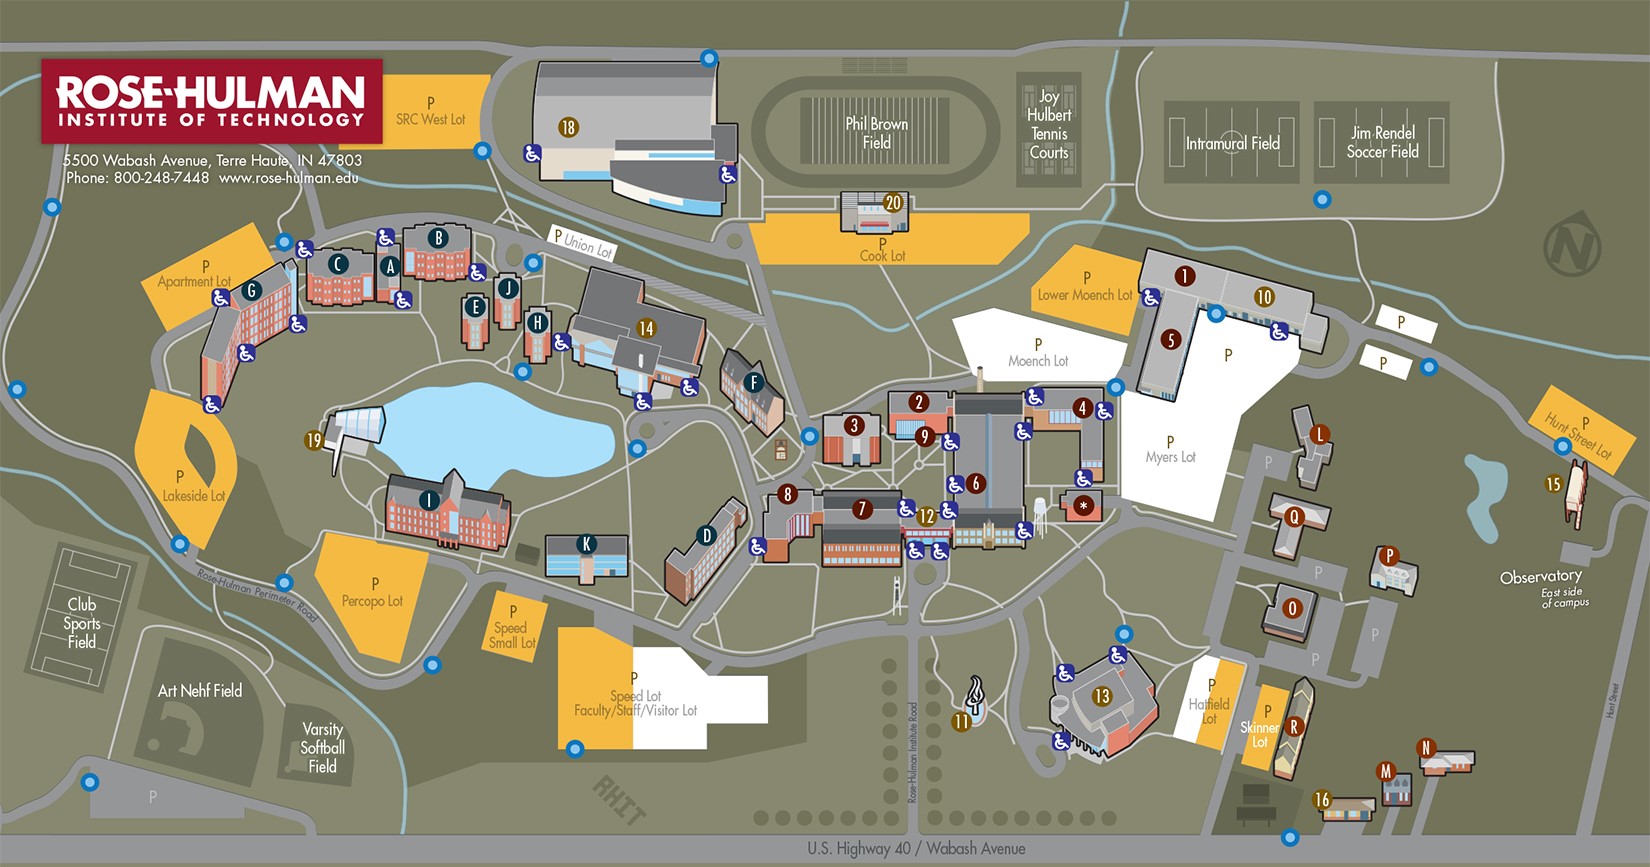 ROSE-HULMAN
INSTITUTE OF TECHNOLOGY
5500 Wabash Avenue, Terre Haute, IN 47803
Phone: 800-248-7448 www.rose-hulman.edu
P
SRC West Lot
18
Phil Brown
Field
Joy
Hulbert
Tennis
Courts
Intramural Field
Jim Rendel
Soccer Field
N
20
P
Cook Lot
P Union Lot
P
Apartment Lot
G
C
A
B
E
J
H
14
F
P
Lower Moench Lot
1
10
5
P
Moench Lot
P
P
P
P
Hunt Street Lot
15
2
3
9
4
6
8
7
12
*
P
Myers Lot
L
P
Q
P
P
O
P
P
Observatory
East side
of campus
19
P
Lakeside Lot
I
K
D
Rose-Hulman Perimeter Road
P
Percopo Lot
P
Speed
Small Lot
P
Speed Lot
Faculty/Staff/Visitor Lot
Club
Sports
Field
Art Nehf Field
Varsity
Softball
Field
P
RHIT
Rose-Hulman Institute Road
11
13
P
Hatfield
Lot
P
Skinner
Lot
R
N
M
16
Hunt Street
U.S. Highway 40 / Wabash Avenue